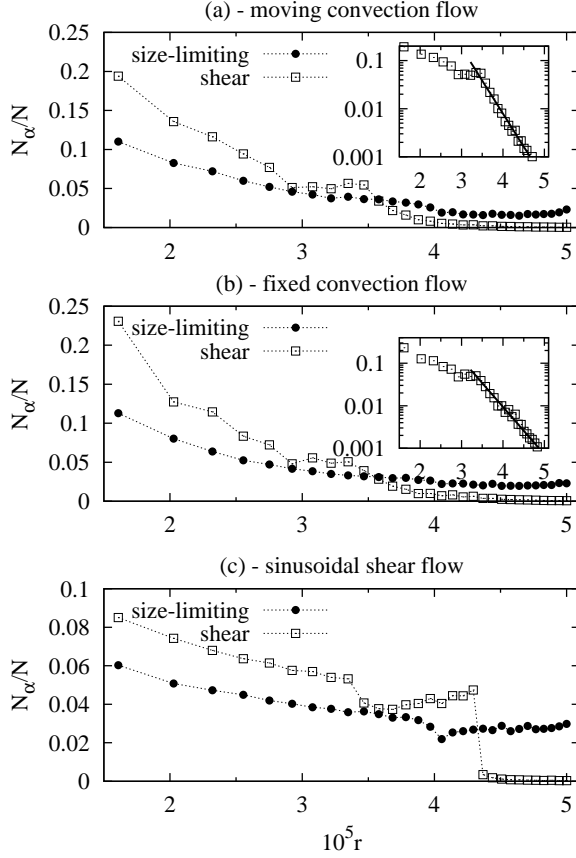 (a) - moving convection flow
N_α/N
0.25
0.2
0.15
0.1
0.05
0
size-limiting
shear
0.1
0.01
0.001
2 3 4 5
2 3 4 5
(b) - fixed convection flow
N_α/N
0.25
0.2
0.15
0.1
0.05
0
size-limiting
shear
0.1
0.01
0.001
2 3 4 5
2 3 4 5
(c) - sinusoidal shear flow
N_α/N
0.1
0.08
0.06
0.04
0.02
0
size-limiting
shear
2 3 4 5
10^5r